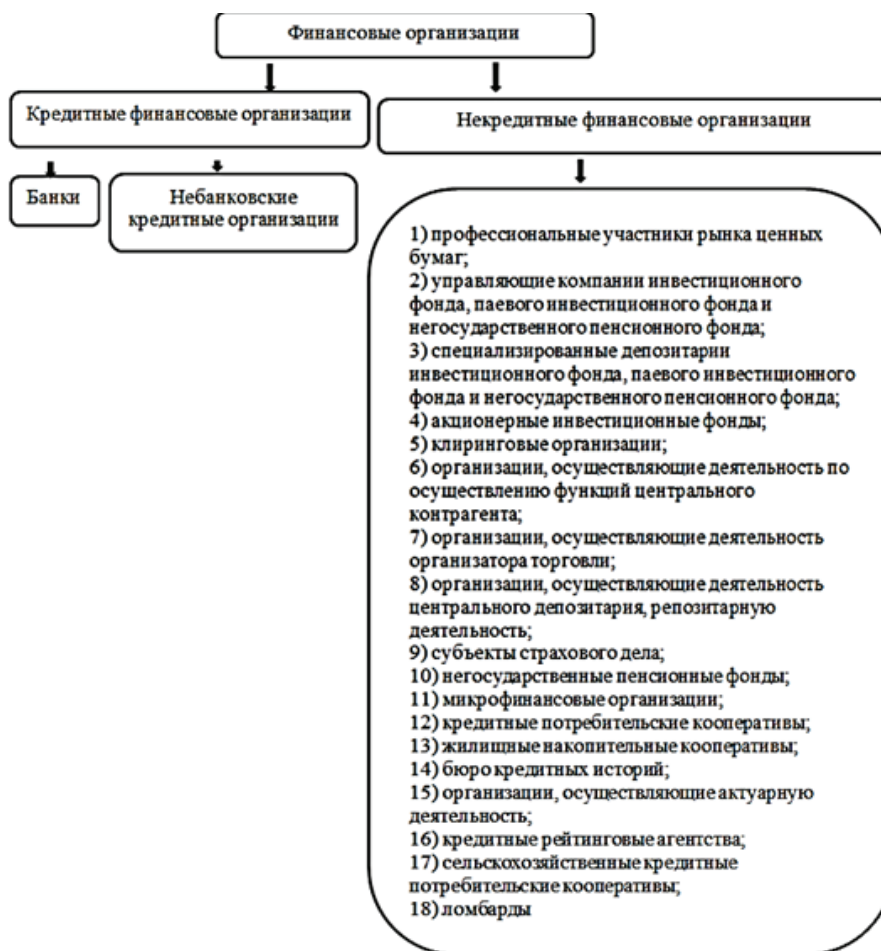 Финансовые организации
Кредитные финансовые организации
Некредитные финансовые организации
Банки
Небанковские
кредитные организации
1) профессиональные участники рынка ценных
бумаг;
2) управляющие компании инвестиционного
фонда, паевого инвестиционного фонда и
негосударственного пенсионного фонда;
3) специализированные депозитарии
инвестиционного фонда, паевого инвестиционного
фонда и негосударственного пенсионного фонда;
4) акционерные инвестиционные фонды;
5) клиринговые организации;
6) организации, осуществляющие деятельность по
осуществлению функций центрального
контрагента;
7) организации, осуществляющие деятельность
организатора торговли;
8) организации, осуществляющие деятельность
центрального депозитария, репозитарную
деятельность;
9) субъекты страхового дела;
10) негосударственные пенсионные фонды;
11) микрофинансовые организации;
12) кредитные потребительские кооперативы;
13) жилищные накопительные кооперативы;
14) бюро кредитных историй;
15) организации, осуществляющие актуарную
деятельность;
16) кредитные рейтинговые агентства;
17) сельскохозяйственные кредитные
потребительские кооперативы;
18) ломбарды